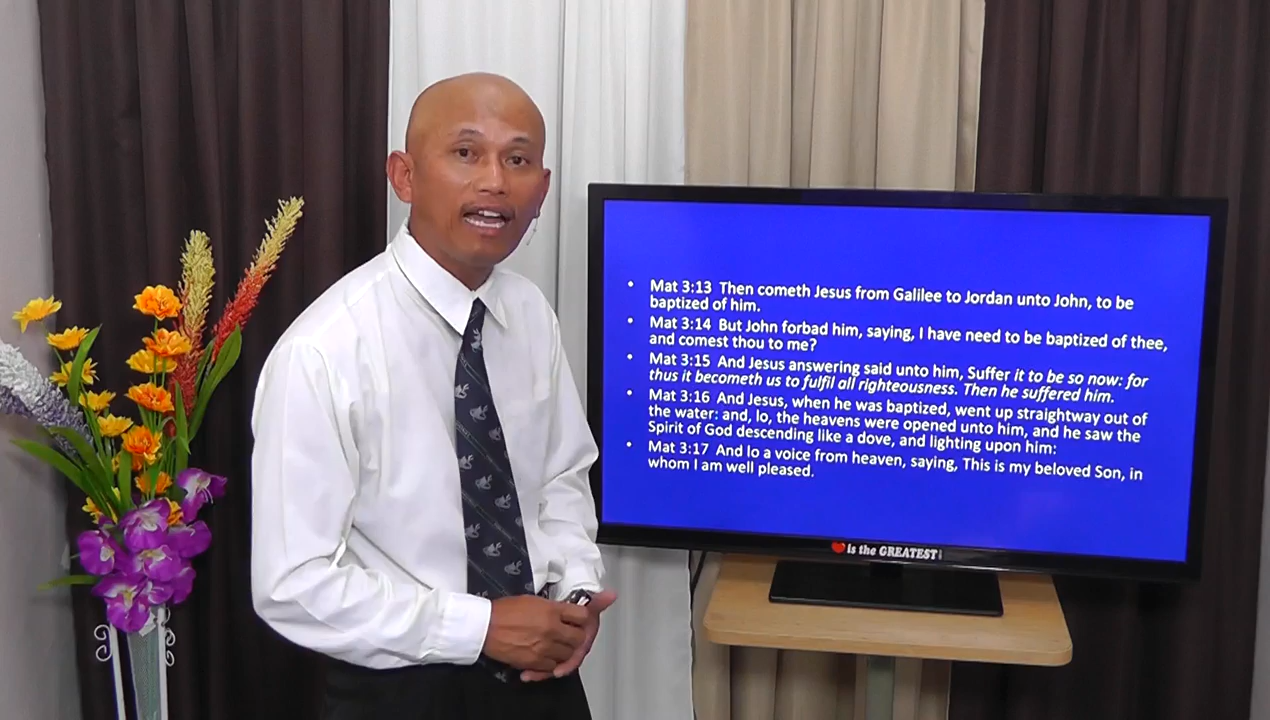 • Mat 3:13 Then cometh Jesus from Galilee to Jordan unto John, to be
baptized of him.
• Mat 3:14 But John forbad him, saying, I have need to be baptized of thee,
and comest thou to me?
• Mat 3:15 And Jesus answering said unto him, Suffer it to be so now: for
thus it becometh us to fulfil all righteousness. Then he suffered him.
• Mat 3:16 And Jesus, when he was baptized, went up straightway out of
the water: and, lo, the heavens were opened unto him, and he saw the
Spirit of God descending like a dove, and lighting upon him:
• Mat 3:17 And lo a voice from heaven, saying, This is my beloved Son, in
whom I am well pleased.
is the GREATEST!